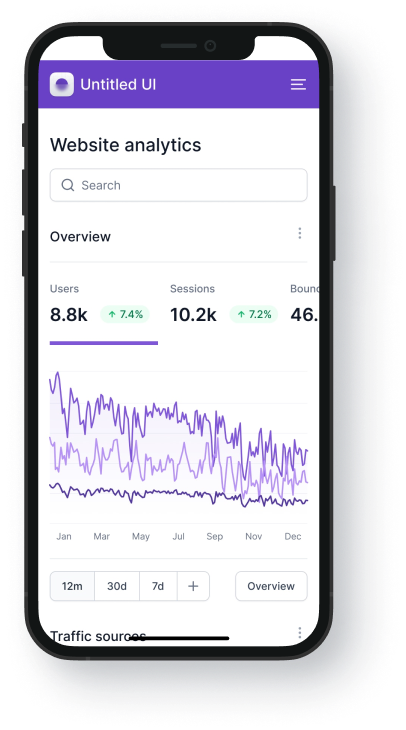 Untitled UI
Website analytics
Search
Overview
Users Sessions
8.8k 7.4% 10.2k 7.2% 46.
Jan Mar May Jul Sep Nov Dec
12m 30d 7d Overview
Traffic sources